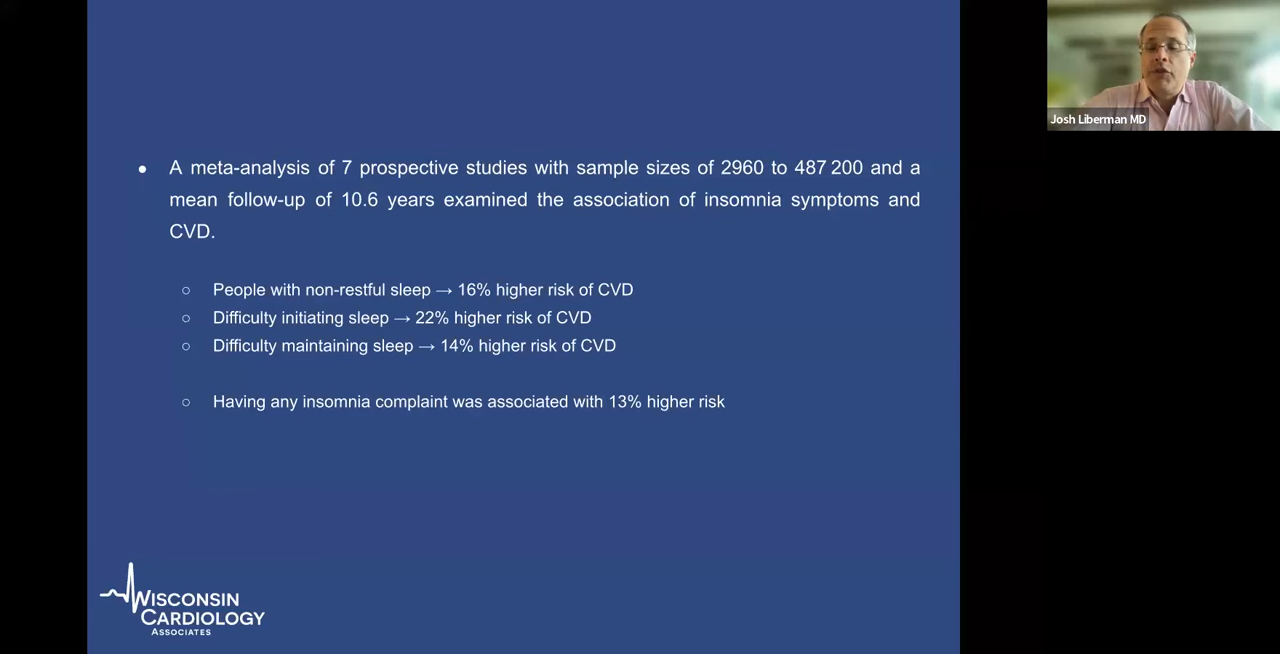 ● A meta-analysis of 7 prospective studies with sample sizes of 2960 to 487 200 and a
mean follow-up of 10.6 years examined the association of insomnia symptoms and
CVD.
○ People with non-restful sleep → 16% higher risk of CVD
○ Difficulty initiating sleep → 22% higher risk of CVD
○ Difficulty maintaining sleep → 14% higher risk of CVD
○ Having any insomnia complaint was associated with 13% higher risk
WISCONSIN
CARDIOLOGY
ASSOCIATES
Josh Liberman MD